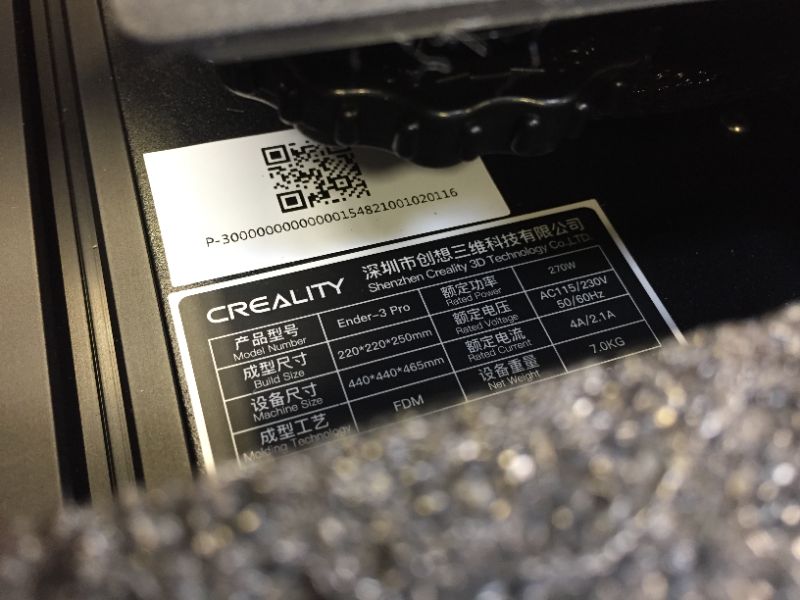 P-3000000000000154821001020116
CREALITY
深圳市创想三维科技有限公司
Shenzhen Creality 3D Technology Co.,LTD.
产品型号
Model Number
Ender-3 Pro
额定功率
Rated Power
270W
成型尺寸
Build Size
220*220*250mm
额定电压
Rated Voltage
AC115/230V
50/60Hz
设备尺寸
Machine Size
440*440*465mm
额定电流
Rated Current
4A/2.1A
成型工艺
Molding Technology
FDM
设备重量
Net Weight
7.0KG